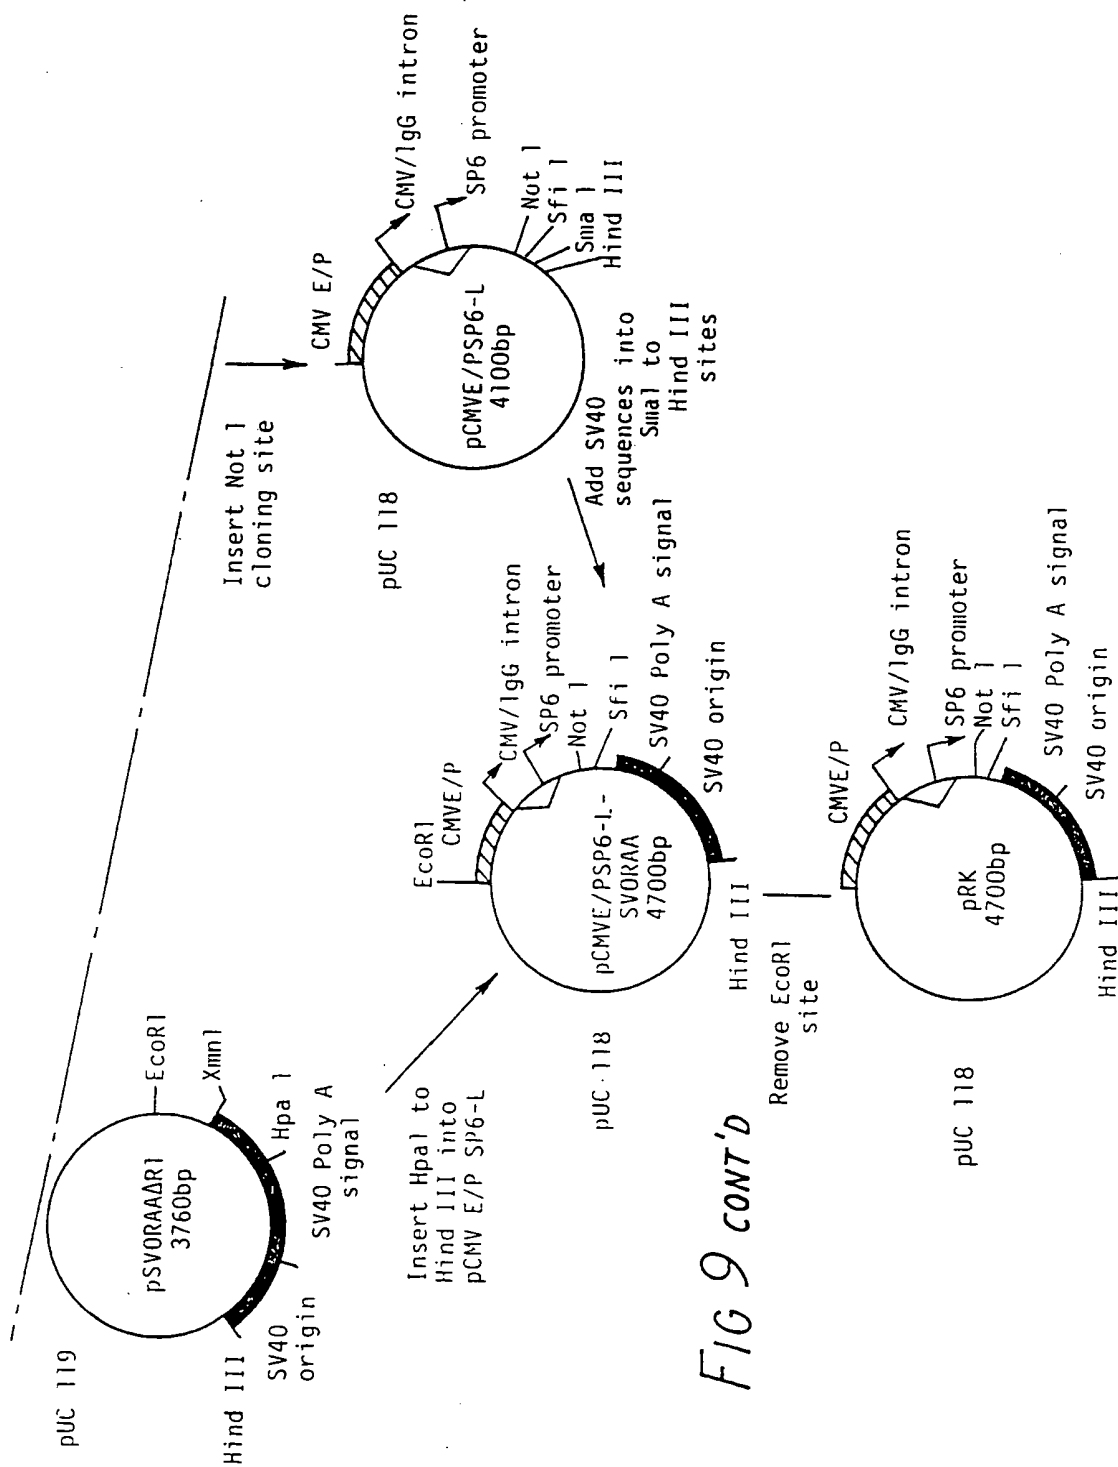 pUC 119
pSVORAAΔR1
3760bp
EcoR1
Xmn1
Hpa 1
SV40 Poly A
signal
SV40
origin
Hind III
Insert Not 1
cloning site
CMV E/P
CMV/IgG intron
SP6 promoter
Not 1
Sfi 1
Sma 1
Hind III
pCMVE/PSP6-L
4100bp
pUC 118
Add SV40
sequences into
Sma1 to
Hind III
sites
Insert Hpa1 to
Hind III into
pCMV E/P SP6-L
EcoR1
CMVE/P
CMV/IgG intron
SP6 promoter
Not 1
Sfi 1
SV40 Poly A signal
SV40 origin
pCMVE/PSP6-L-
SVORAA
4700bp
Hind III
pUC·118
Remove EcoR1
site
CMVE/P
CMV/IgG intron
SP6 promoter
Not 1
Sfi 1
SV40 Poly A signal
SV40 origin
pRK
4700bp
Hind III
pUC 118
FIG 9 CONT'D